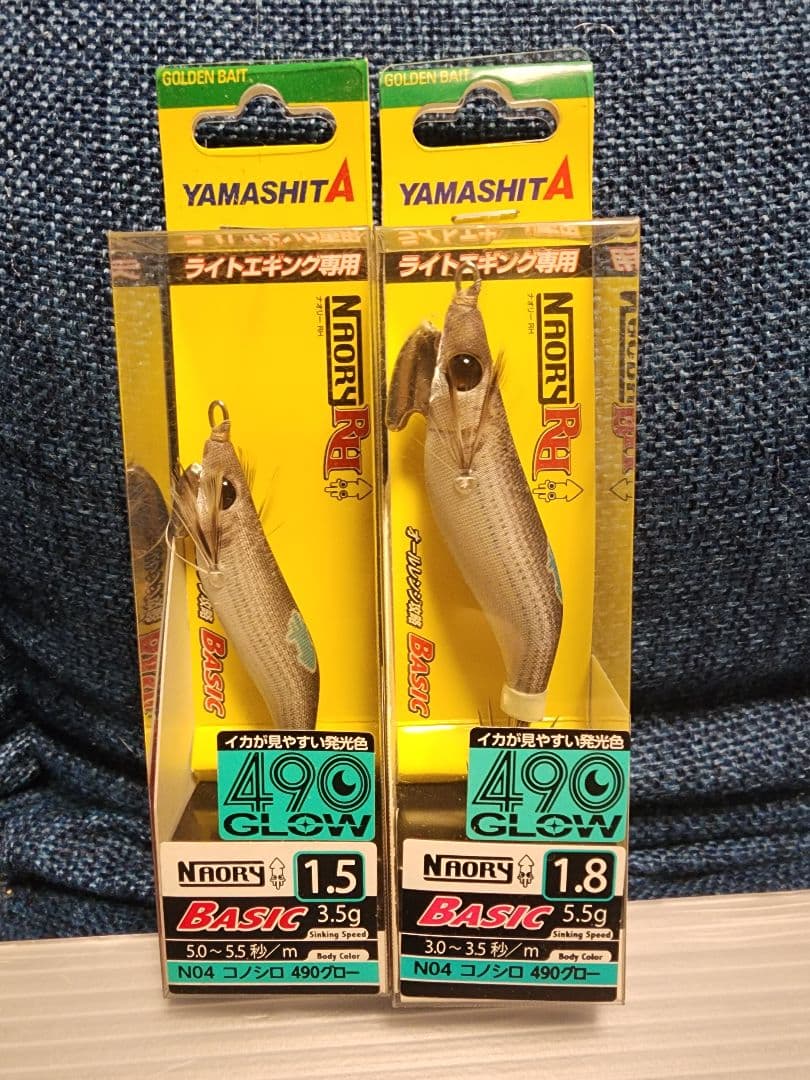 GOLDEN BAIT
YAMASHITA
ライトエギング専用
NAORY RH
ナオリー RH
BASIC
イカが見やすい発光色
490
GLOW
NAORY
1.5
BASIC 3.5g
Sinking Speed
5.0～5.5秒/m
Body Color
N04 コノシロ 490グロー
GOLDEN BAIT
YAMASHITA
ライトエギング専用
NAORY RH
ナオリー RH
オールレンジ攻略 BASIC
イカが見やすい発光色
490
GLOW
NAORY
1.8
BASIC 5.5g
Sinking Speed
3.0～3.5秒/m
Body Color
N04 コノシロ 490グロー